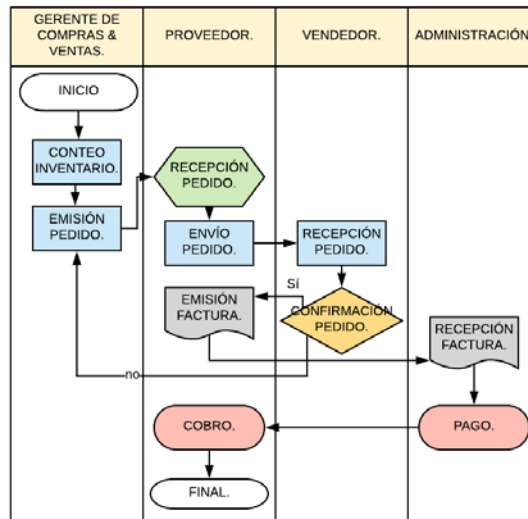 GERENTE DE
COMPRAS &
VENTAS.
PROVEEDOR.
VENDEDOR.
ADMINISTRACIÓN
INICIO
CONTEO
INVENTARIO.
RECEPCIÓN
PEDIDO.
EMISIÓN
PEDIDO.
ENVÍO
PEDIDO.
RECEPCIÓN
PEDIDO.
Sí
EMISIÓN
FACTURA.
CONFIRMACIÓN
PEDIDO.
RECEPCIÓN
FACTURA.
no
COBRO.
PAGO.
FINAL.